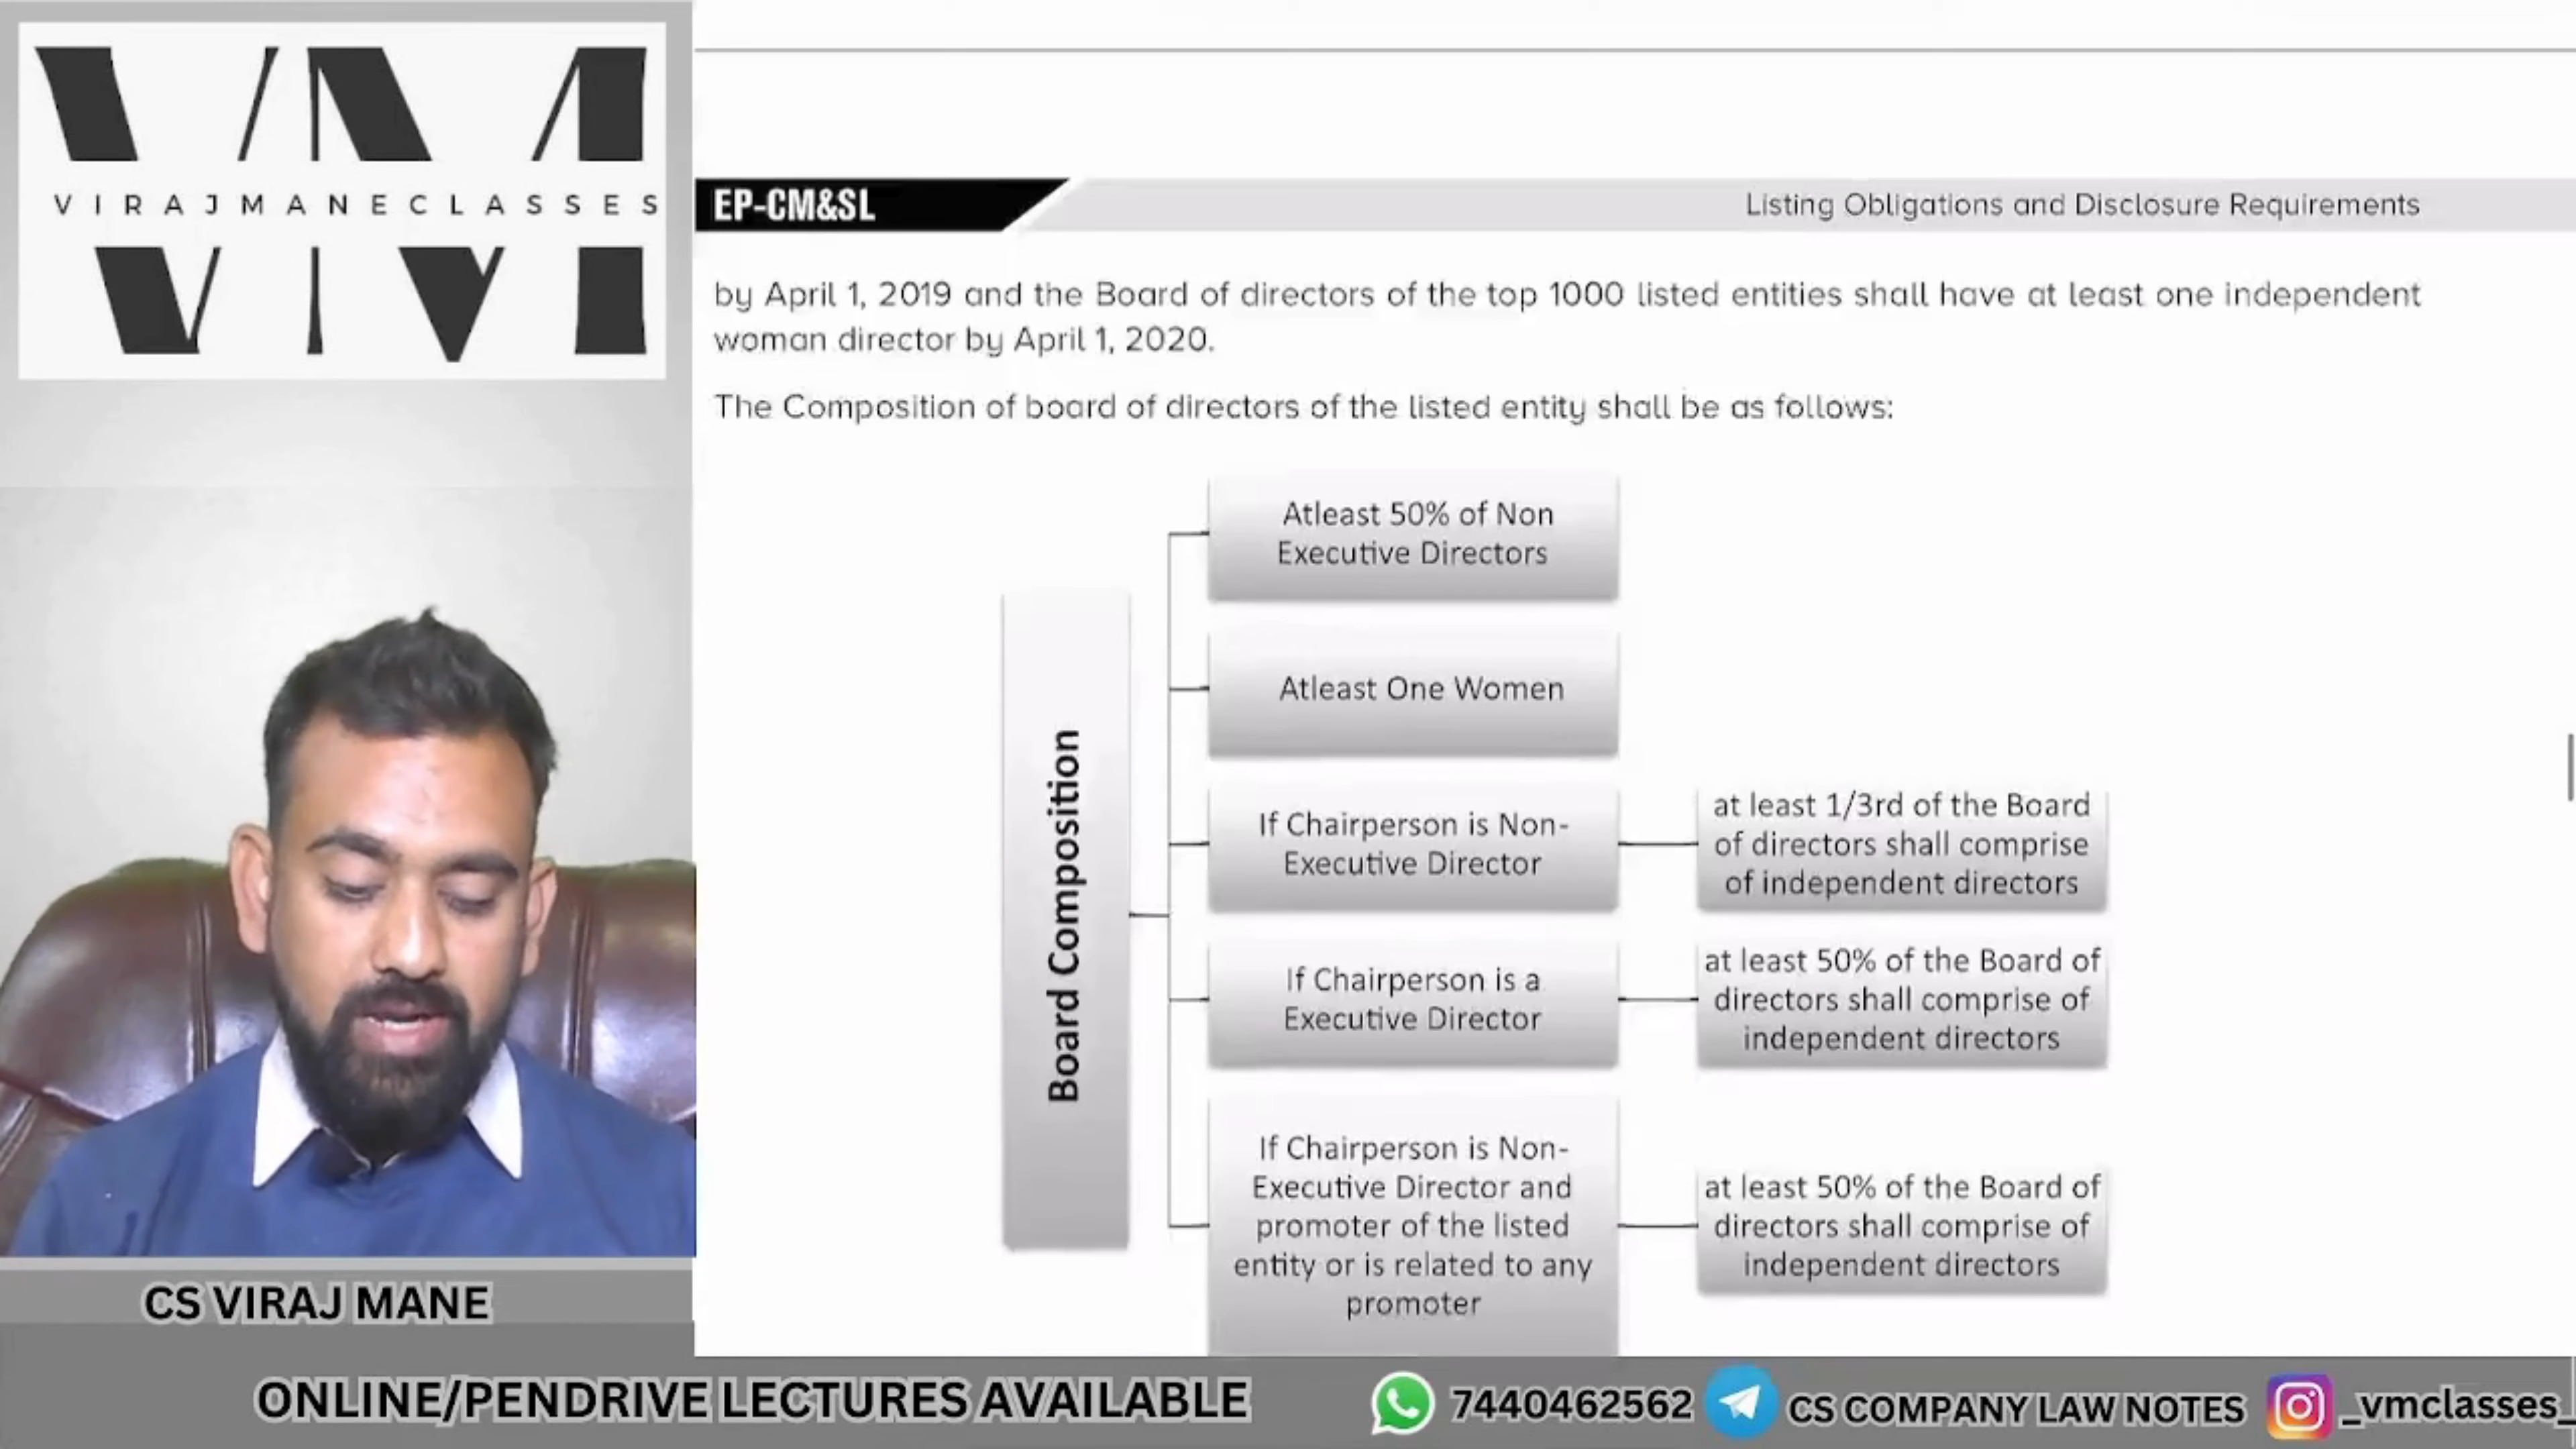 VIRAJMANECLASSES
CS VIRAJ MANE
EP-CM&SL
Listing Obligations and Disclosure Requirements
by April 1, 2019 and the Board of directors of the top 1000 listed entities shall have at least one independent
woman director by April 1, 2020.
The Composition of board of directors of the listed entity shall be as follows:
Board Composition
Atleast 50% of Non
Executive Directors
Atleast One Women
If Chairperson is Non-
Executive Director
at least 1/3rd of the Board
of directors shall comprise
of independent directors
If Chairperson is a
Executive Director
at least 50% of the Board of
directors shall comprise of
independent directors
If Chairperson is Non-
Executive Director and
promoter of the listed
entity or is related to any
promoter
at least 50% of the Board of
directors shall comprise of
independent directors
ONLINE/PENDRIVE LECTURES AVAILABLE
7440462562
CS COMPANY LAW NOTES
_vmclasses_